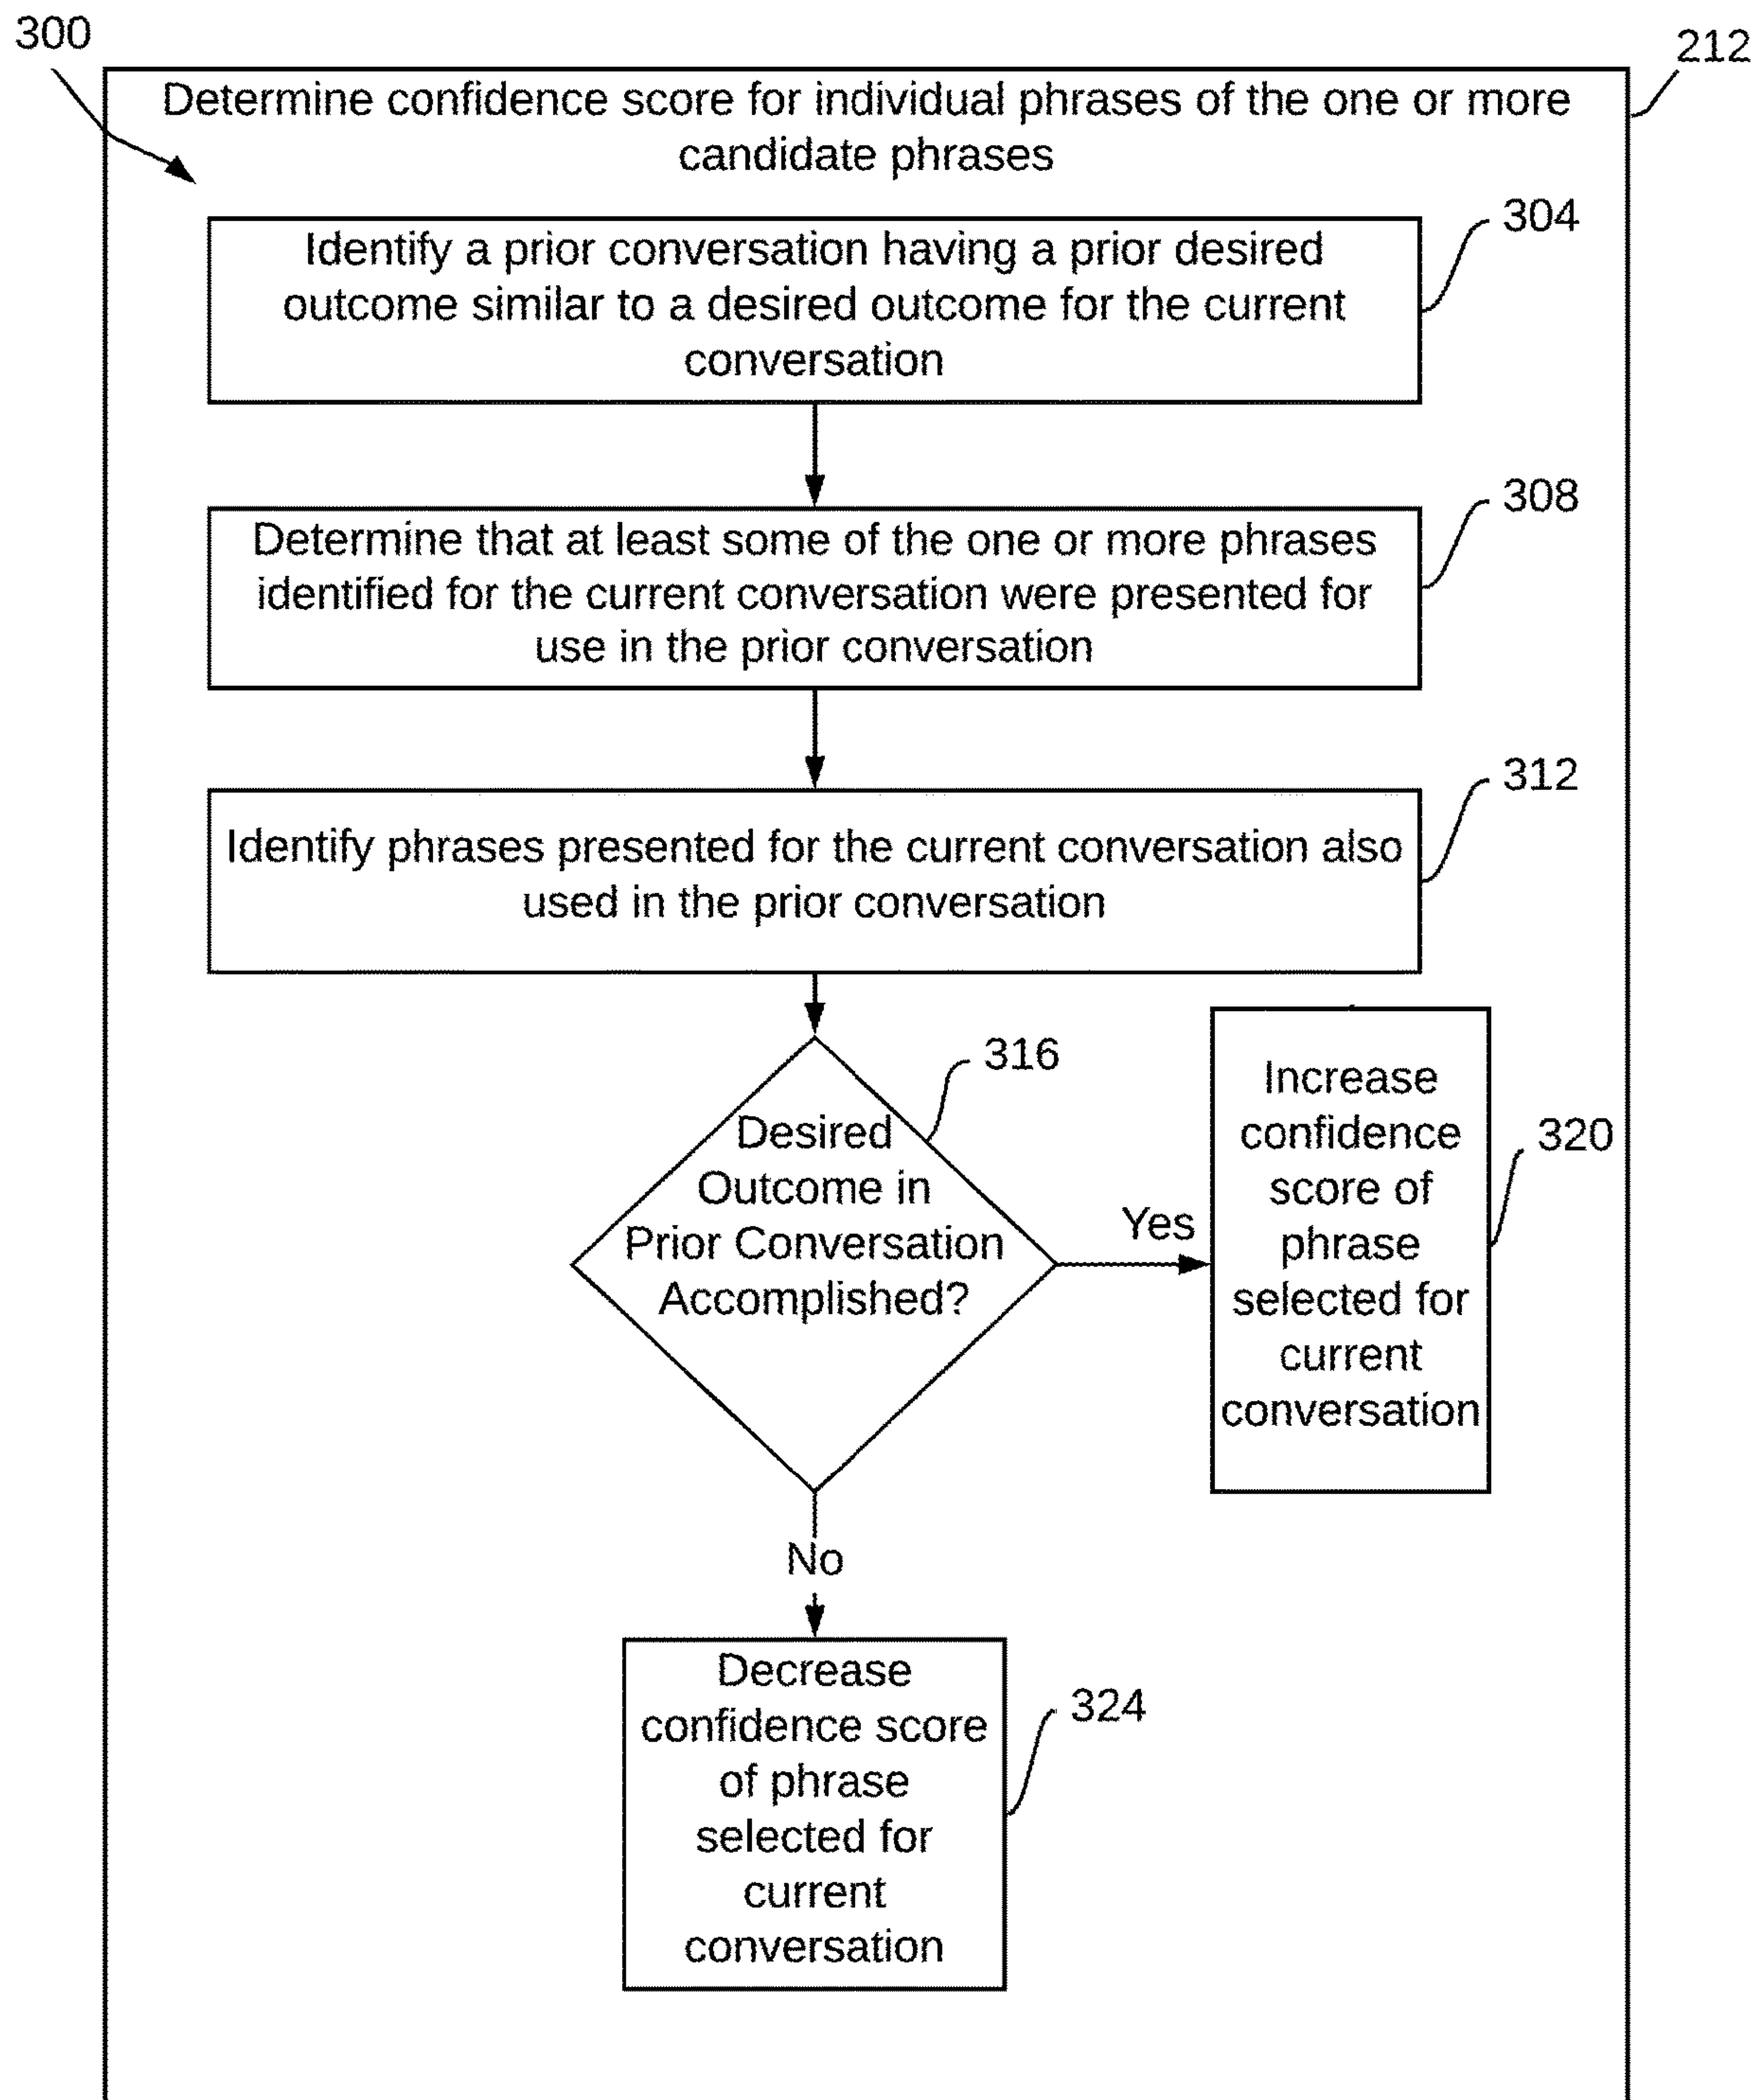 300
212
Determine confidence score for individual phrases of the one or more
candidate phrases
304
Identify a prior conversation having a prior desired
outcome similar to a desired outcome for the current
conversation
308
Determine that at least some of the one or more phrases
identified for the current conversation were presented for
use in the prior conversation
312
Identify phrases presented for the current conversation also
used in the prior conversation
316
Desired
Outcome in
Prior Conversation
Accomplished?
Yes
Increase
confidence
score of
phrase
selected for
current
conversation
320
No
Decrease
confidence score
of phrase
selected for
current
conversation
324